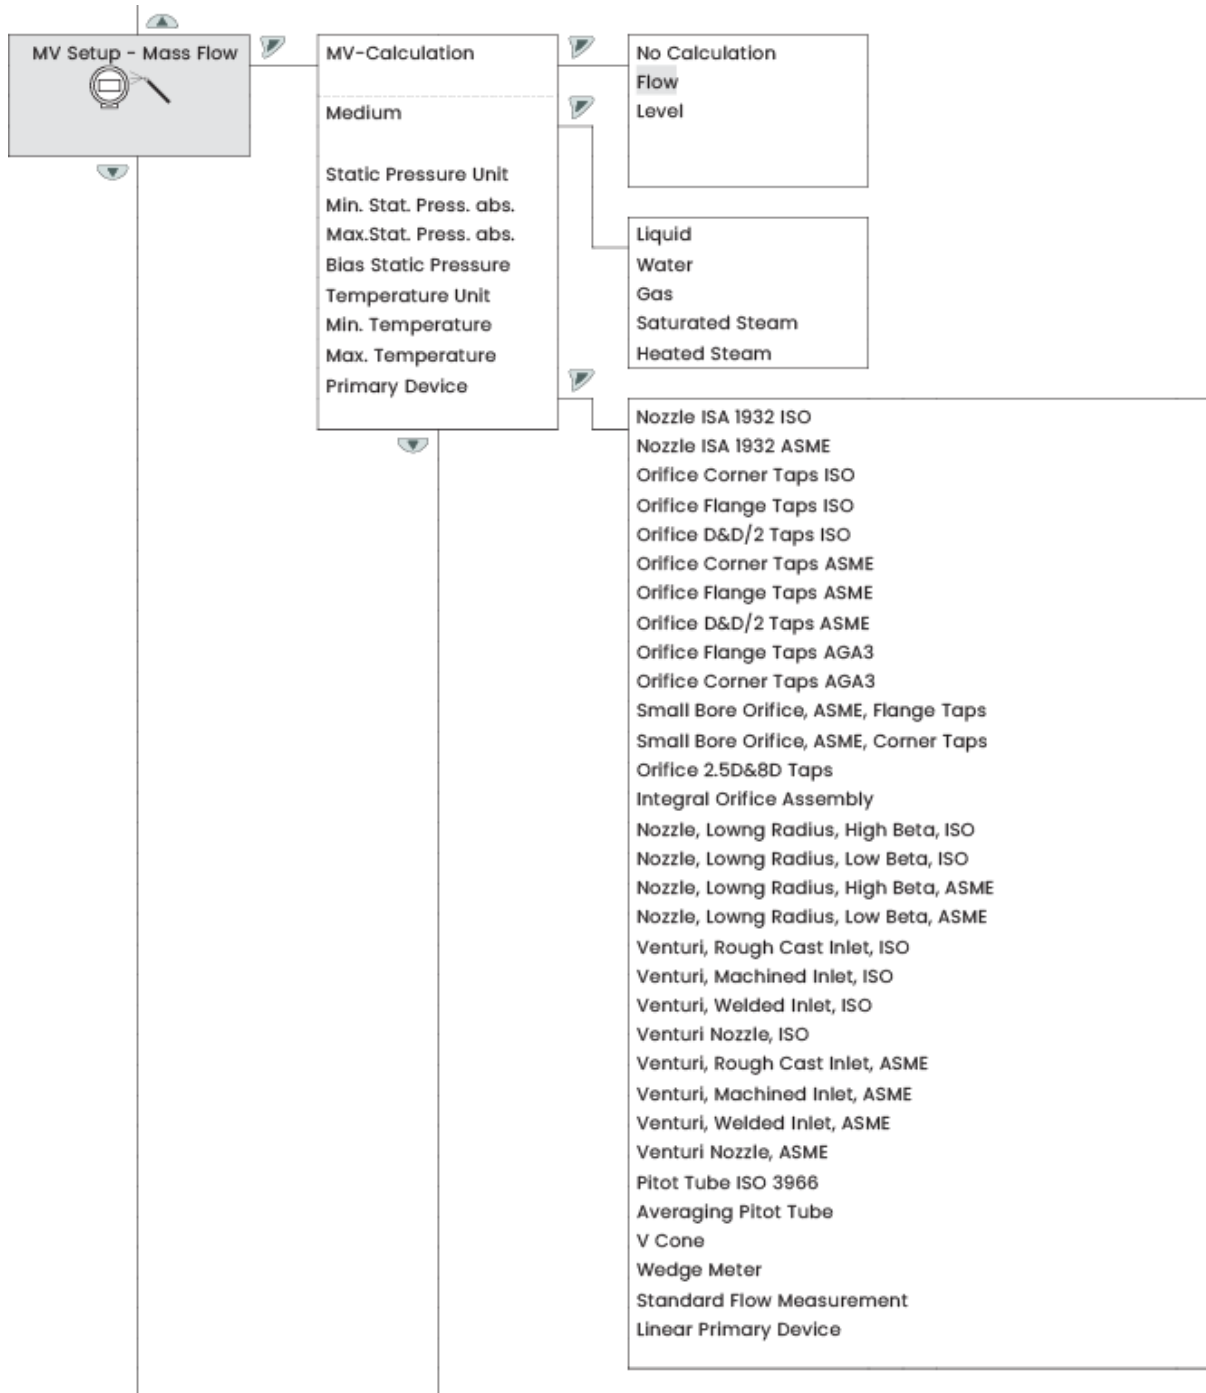 MV Setup - Mass Flow
MV-Calculation
Medium
Static Pressure Unit
Min. Stat. Press. abs.
Max.Stat. Press. abs.
Bias Static Pressure
Temperature Unit
Min. Temperature
Max. Temperature
Primary Device
No Calculation
Flow
Level
Liquid
Water
Gas
Saturated Steam
Heated Steam
Nozzle ISA 1932 ISO
Nozzle ISA 1932 ASME
Orifice Corner Taps ISO
Orifice Flange Taps ISO
Orifice D&D/2 Taps ISO
Orifice Corner Taps ASME
Orifice Flange Taps ASME
Orifice D&D/2 Taps ASME
Orifice Flange Taps AGA3
Orifice Corner Taps AGA3
Small Bore Orifice, ASME, Flange Taps
Small Bore Orifice, ASME, Corner Taps
Orifice 2.5D&8D Taps
Integral Orifice Assembly
Nozzle, Lowng Radius, High Beta, ISO
Nozzle, Lowng Radius, Low Beta, ISO
Nozzle, Lowng Radius, High Beta, ASME
Nozzle, Lowng Radius, Low Beta, ASME
Venturi, Rough Cast Inlet, ISO
Venturi, Machined Inlet, ISO
Venturi, Welded Inlet, ISO
Venturi Nozzle, ISO
Venturi, Rough Cast Inlet, ASME
Venturi, Machined Inlet, ASME
Venturi, Welded Inlet, ASME
Venturi Nozzle, ASME
Pitot Tube ISO 3966
Averaging Pitot Tube
V Cone
Wedge Meter
Standard Flow Measurement
Linear Primary Device